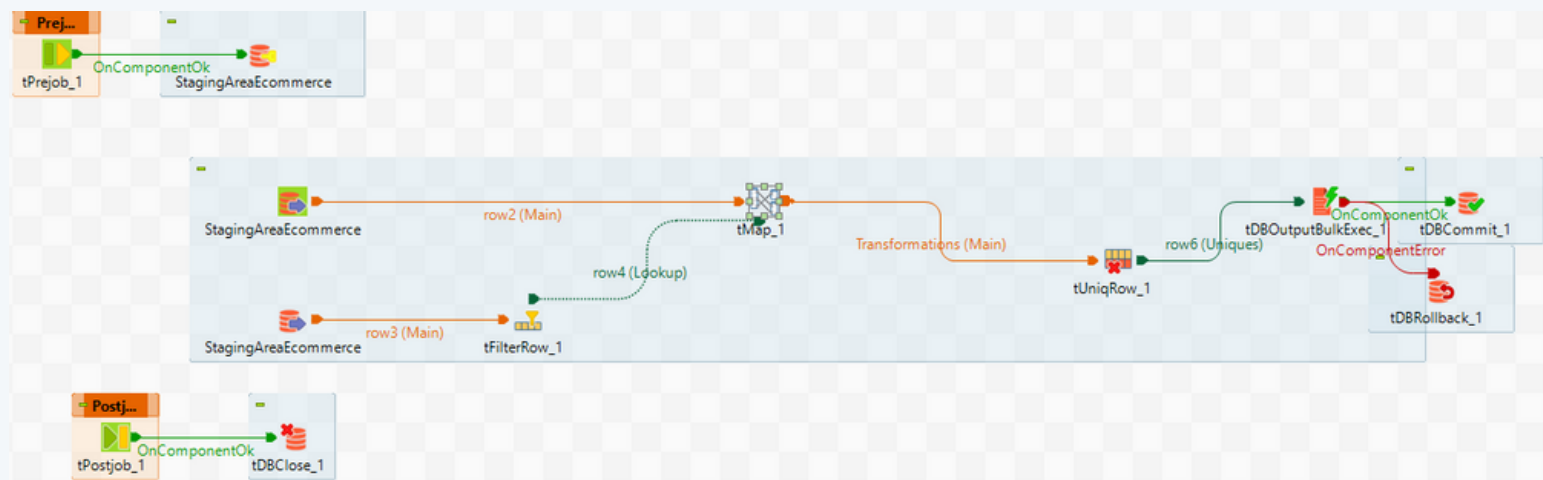 Prej...
OnComponentOk
tPrejob_1
StagingAreaEcommerce
StagingAreaEcommerce
row2 (Main)
tMap_1
Transformations (Main)
row6 (Uniques)
OnComponentOk
tDBOutputBulkExec_1
tDBCommit_1
OnComponentError
row4 (Lookup)
tUniqRow_1
tDBRollback_1
StagingAreaEcommerce
row3 (Main)
tFilterRow_1
Postj...
OnComponentOk
tPostjob_1
tDBClose_1